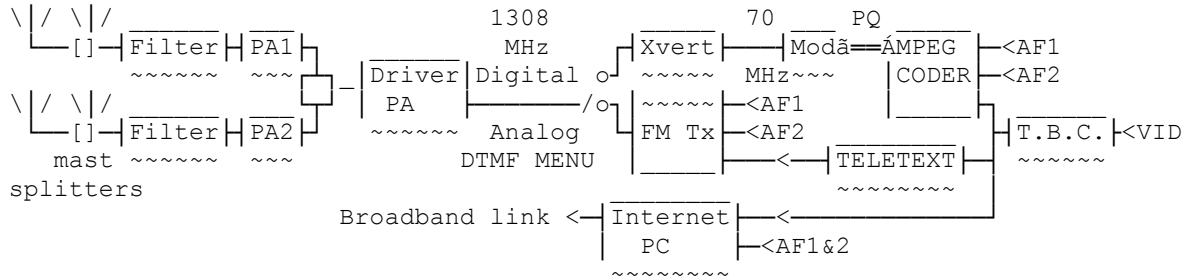 1308 70 PQ
[] Filter PA1 MHz Xvert Modã ÁMPEG <AF1
Driver Digital o MHz CODER <AF2
PA /o <AF1
[] Filter PA2 Analog FM Tx <AF2 T.B.C. <VID
mast DTMF MENU < TELETEXT
splitters
Broadband link < Internet <
PC <AF1&2